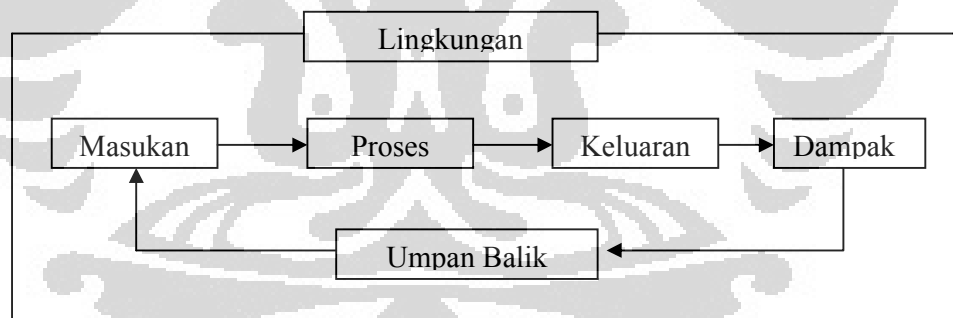 Lingkungan
Masukan
Proses
Keluaran
Dampak
Umpan Balik